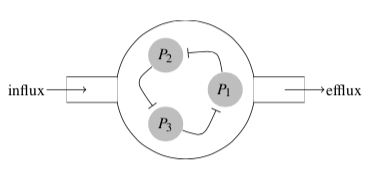 P₂
influx P₁ efflux
P₃